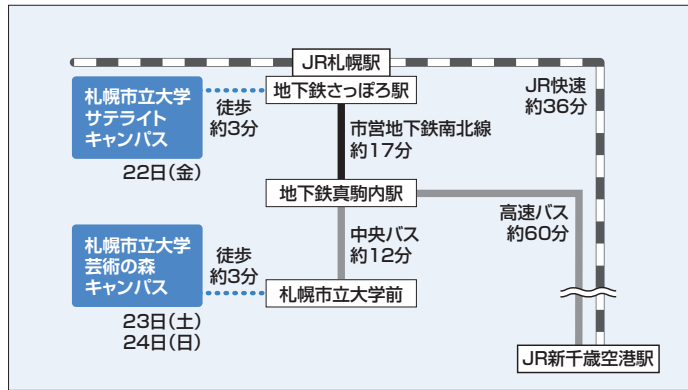 JR札幌駅
地下鉄さっぽろ駅
JR快速
約36分
札幌市立大学
サテライト
キャンパス
徒歩
約3分
市営地下鉄南北線
約17分
22日(金)
地下鉄真駒内駅
高速バス
約60分
札幌市立大学
芸術の森
キャンパス
徒歩
約3分
中央バス
約12分
札幌市立大学前
23日(土)
24日(日)
JR新千歳空港駅